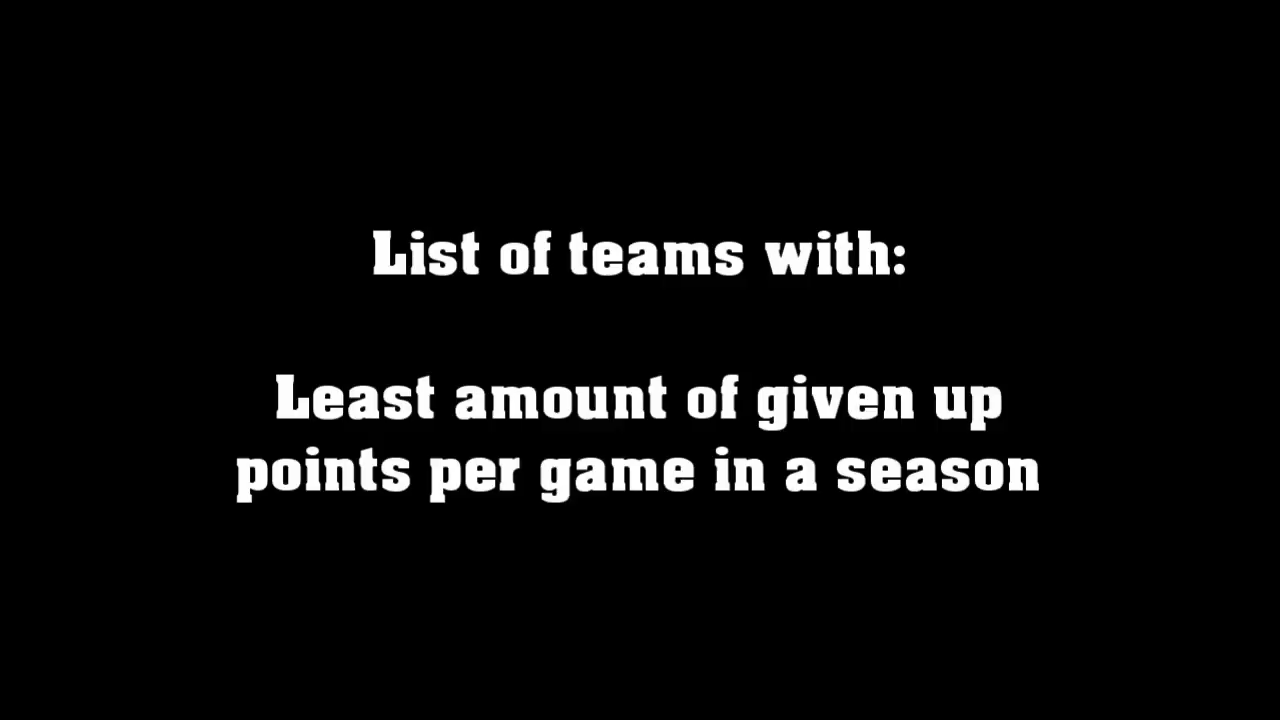 List of teams with:
Least amount of given up
points per game in a season